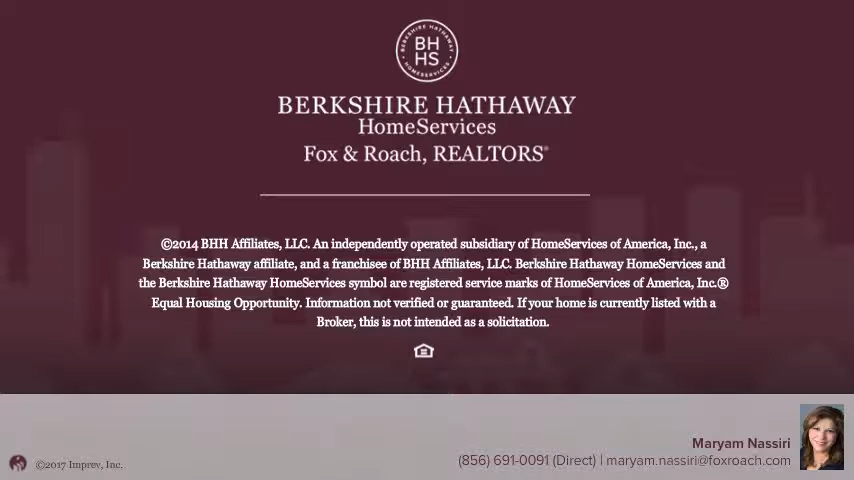 BERKSHIRE HATHAWAY
HOMESERVICES
BH
HS
BERKSHIRE HATHAWAY
HomeServices
Fox & Roach, REALTORS®
©2014 BHH Affiliates, LLC. An independently operated subsidiary of HomeServices of America, Inc., a
Berkshire Hathaway affiliate, and a franchisee of BHH Affiliates, LLC. Berkshire Hathaway HomeServices and
the Berkshire Hathaway HomeServices symbol are registered service marks of HomeServices of America, Inc.®
Equal Housing Opportunity. Information not verified or guaranteed. If your home is currently listed with a
Broker, this is not intended as a solicitation.
Maryam Nassiri
(856) 691-0091 (Direct) | maryam.nassiri@foxroach.com
©2017 Imprev, Inc.